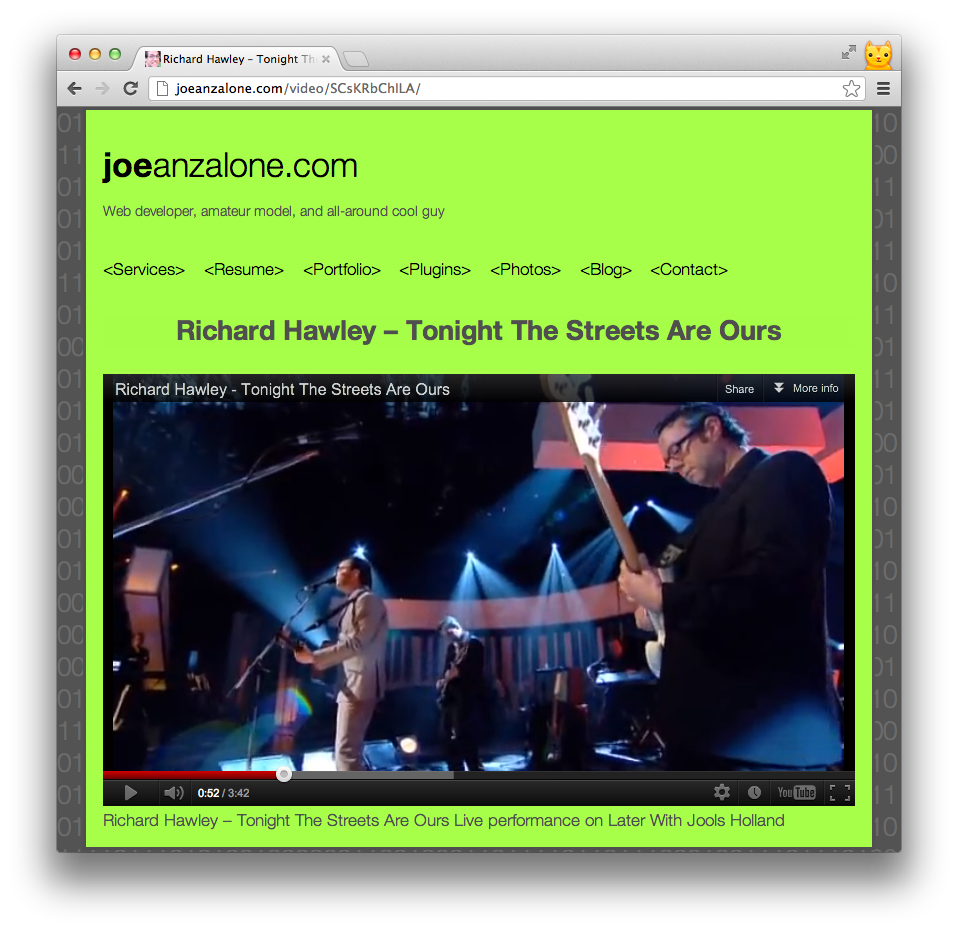 Richard Hawley – Tonight Th
joeanzalone.com/video/SCsKRbChILA/
joeanzalone.com
Web developer, amateur model, and all-around cool guy
<Services> <Resume> <Portfolio> <Plugins> <Photos> <Blog> <Contact>
Richard Hawley – Tonight The Streets Are Ours
Richard Hawley - Tonight The Streets Are Ours Share More info
0:52 / 3:42 YouTube
Richard Hawley – Tonight The Streets Are Ours Live performance on Later With Jools Holland